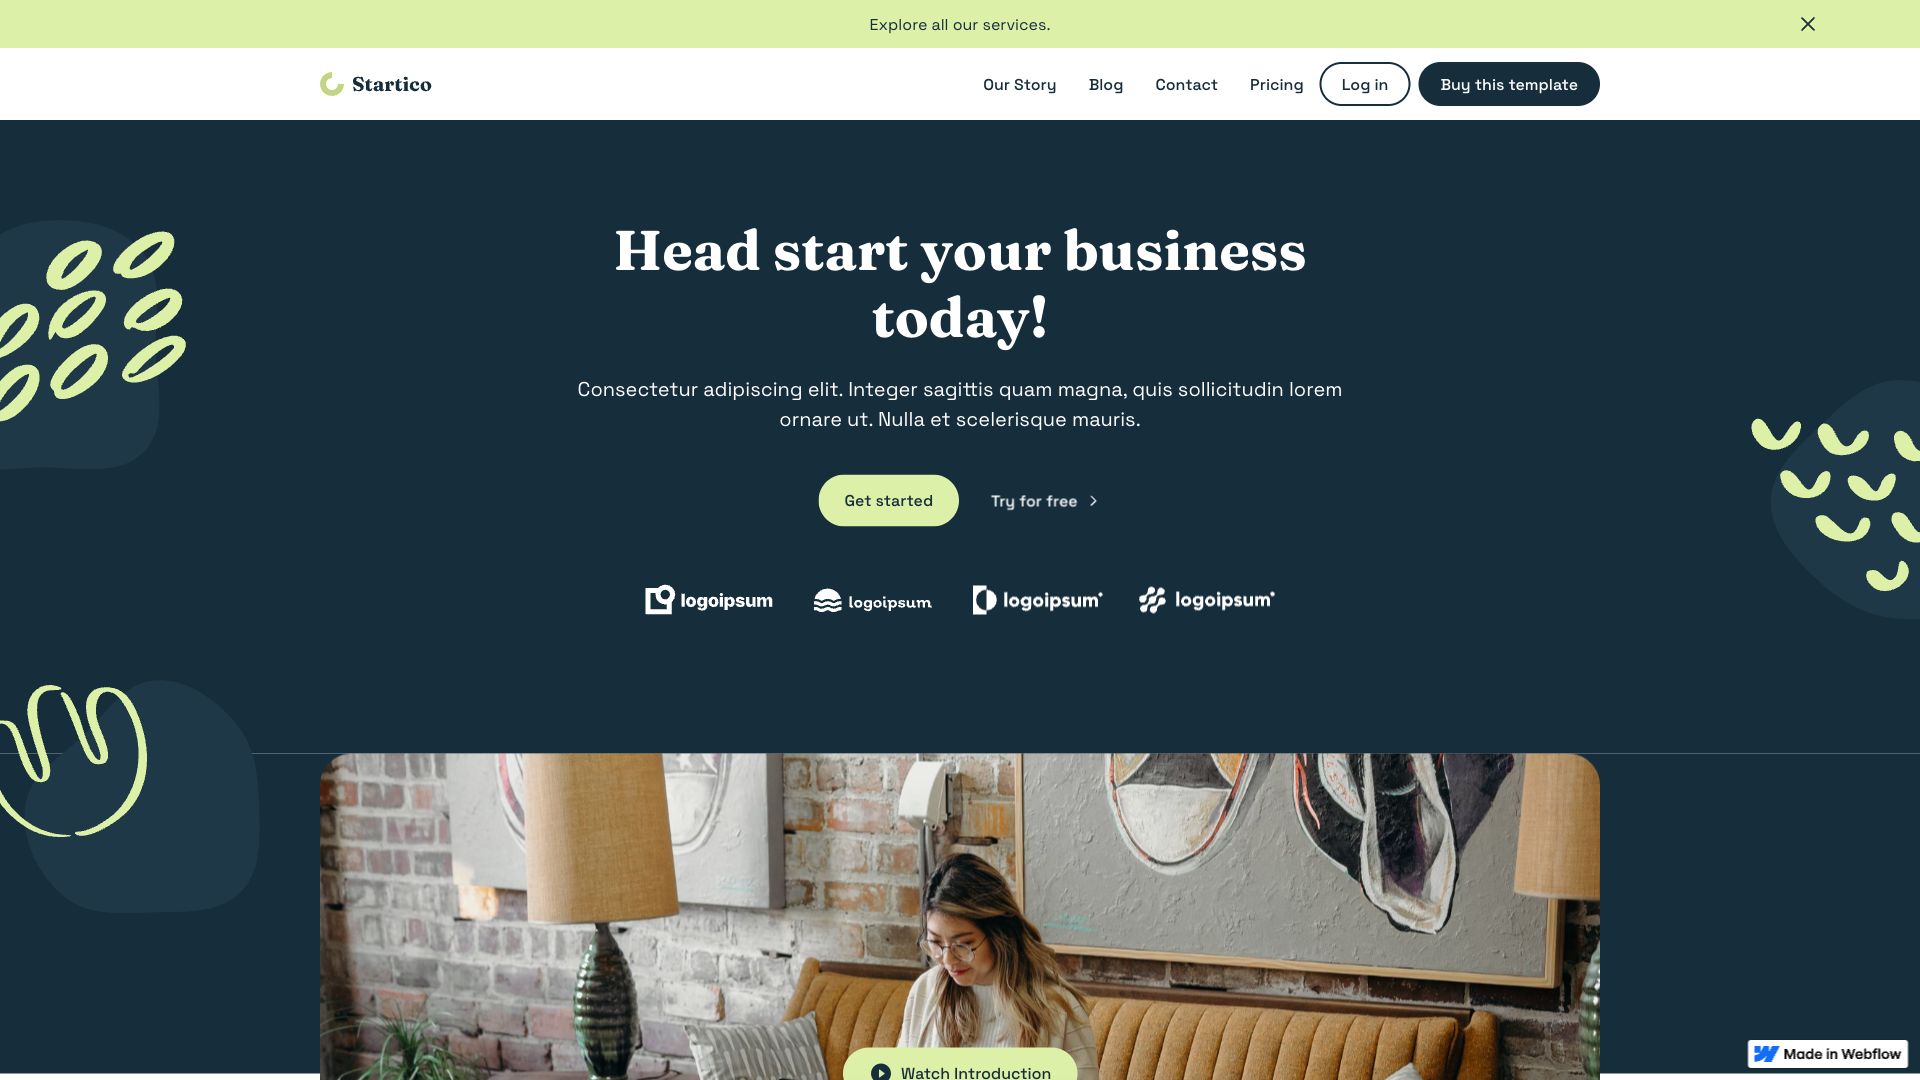 Explore all our services.
Startico
Our Story
Blog
Contact
Pricing
Log in
Buy this template
Head start your business
today!
Consectetur adipiscing elit. Integer sagittis quam magna, quis sollicitudin lorem
ornare ut. Nulla et scelerisque mauris.
Get started
Try for free
logoipsum
logoipsum
logoipsum
logoipsum
Watch Introduction
Made in Webflow